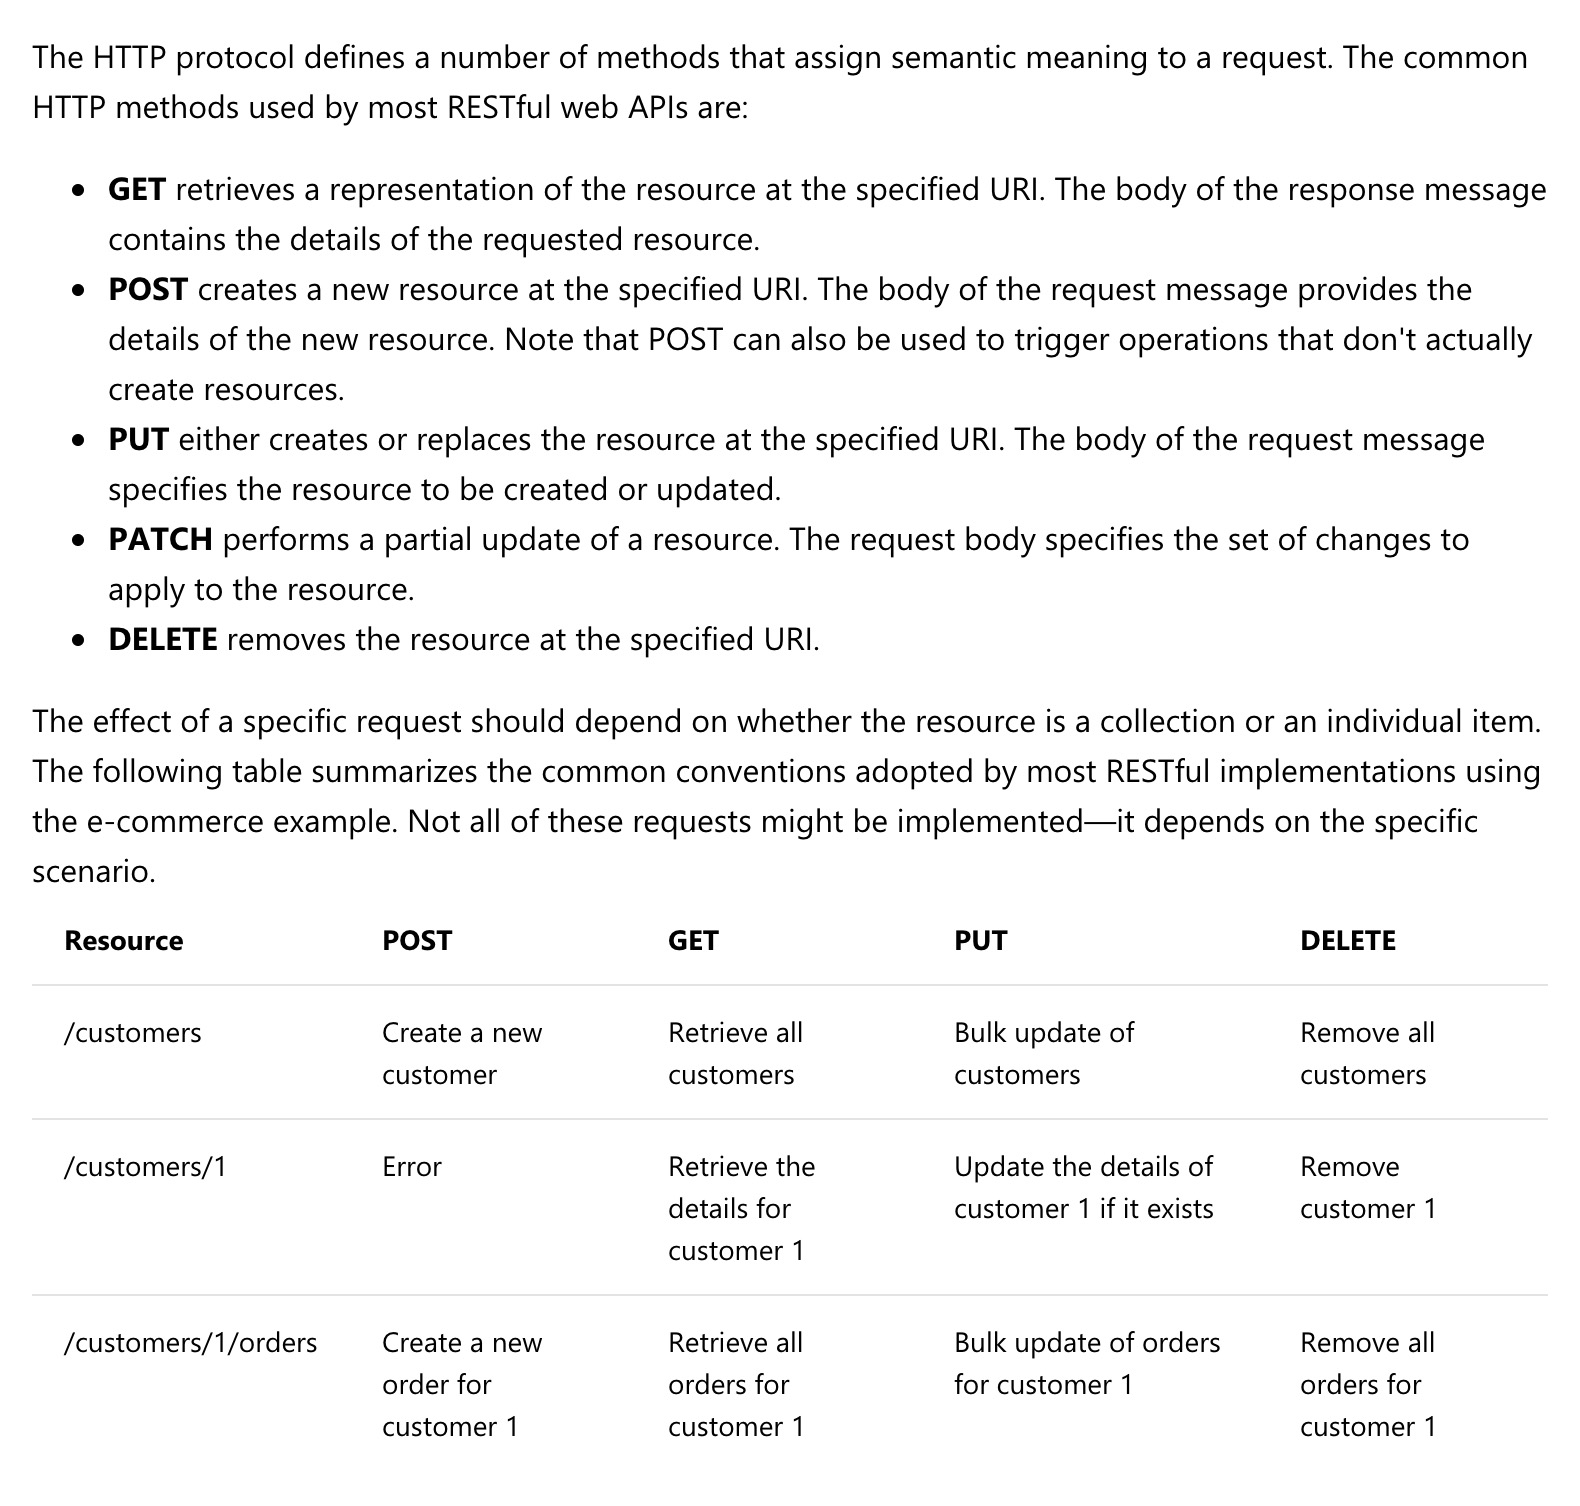 The HTTP protocol defines a number of methods that assign semantic meaning to a request. The common
HTTP methods used by most RESTful web APIs are:
• GET retrieves a representation of the resource at the specified URI. The body of the response message
contains the details of the requested resource.
• POST creates a new resource at the specified URI. The body of the request message provides the
details of the new resource. Note that POST can also be used to trigger operations that don't actually
create resources.
• PUT either creates or replaces the resource at the specified URI. The body of the request message
specifies the resource to be created or updated.
• PATCH performs a partial update of a resource. The request body specifies the set of changes to
apply to the resource.
• DELETE removes the resource at the specified URI.
The effect of a specific request should depend on whether the resource is a collection or an individual item.
The following table summarizes the common conventions adopted by most RESTful implementations using
the e-commerce example. Not all of these requests might be implemented—it depends on the specific
scenario.
Resource POST GET PUT DELETE
/customers Create a new Retrieve all Bulk update of Remove all
customer customers customers customers
/customers/1 Error Retrieve the Update the details of Remove
details for customer 1 if it exists customer 1
customer 1
/customers/1/orders Create a new Retrieve all Bulk update of orders Remove all
order for orders for for customer 1 orders for
customer 1 customer 1 customer 1